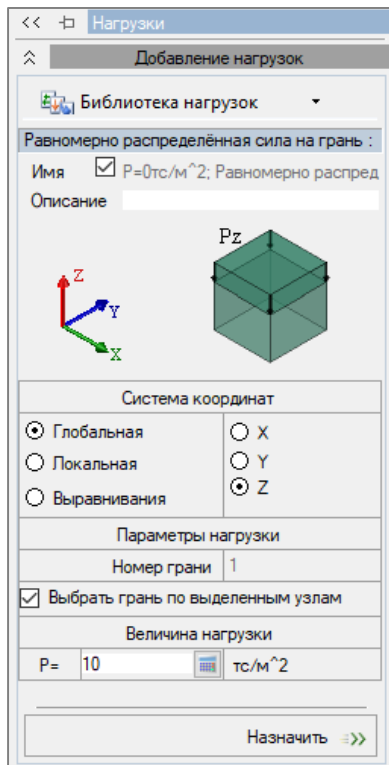 << Нагрузки
Добавление нагрузок
Библиотека нагрузок
Равномерно распределённая сила на грань :
Имя P=0тс/м^2; Равномерно распред
Описание
Pz
Z
Y
X
Система координат
Глобальная X
Локальная Y
Выравнивания Z
Параметры нагрузки
Номер грани 1
Выбрать грань по выделенным узлам
Величина нагрузки
P= 10 тс/м^2
Назначить